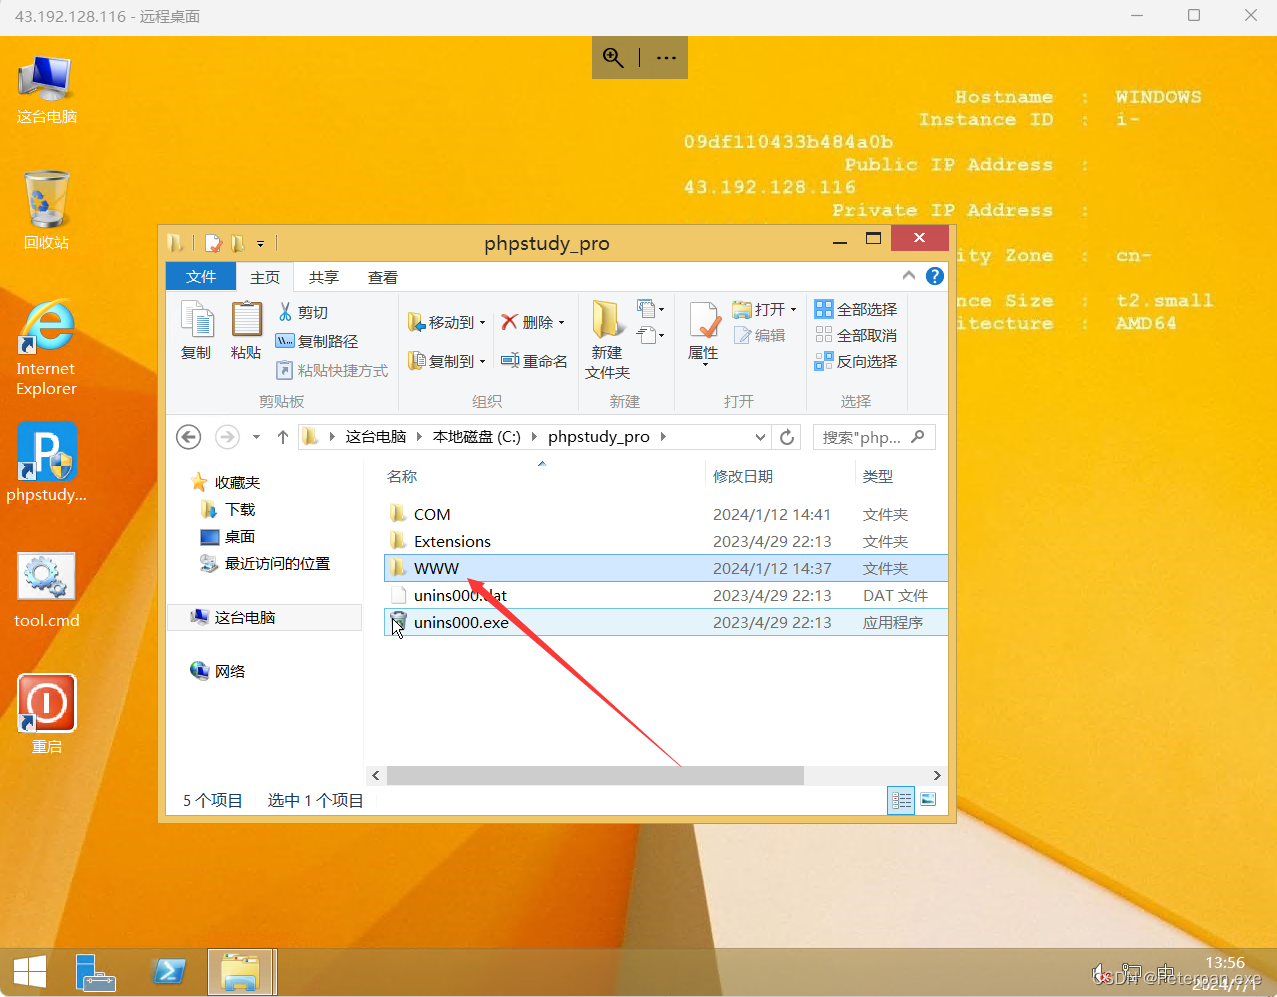 43.192.128.116 - 远程桌面
这台电脑
回收站
Internet
Explorer
phpstudy...
tool.cmd
重启
Hostname : WINDOWS
Instance ID : i-
09df110433b484a0b
Public IP Address :
43.192.128.116
Private IP Address :
ity Zone : cn-
nce Size : t2.small
itecture : AMD64
phpstudy_pro
文件 主页 共享 查看
复制
粘贴
剪切
复制路径
粘贴快捷方式
剪贴板
移动到
复制到
删除
重命名
组织
新建
文件夹
新建
属性
打开
编辑
打开
全部选择
全部取消
反向选择
选择
这台电脑 本地磁盘 (C:) phpstudy_pro
搜索"php...
收藏夹
下载
桌面
最近访问的位置
这台电脑
网络
名称 修改日期 类型
COM 2024/1/12 14:41 文件夹
Extensions 2023/4/29 22:13 文件夹
WWW 2024/1/12 14:37 文件夹
unins000.dat 2023/4/29 22:13 DAT 文件
unins000.exe 2023/4/29 22:13 应用程序
5 个项目 选中 1 个项目
中
13:56
2024/7/1
CSDN @Peterpan.exe